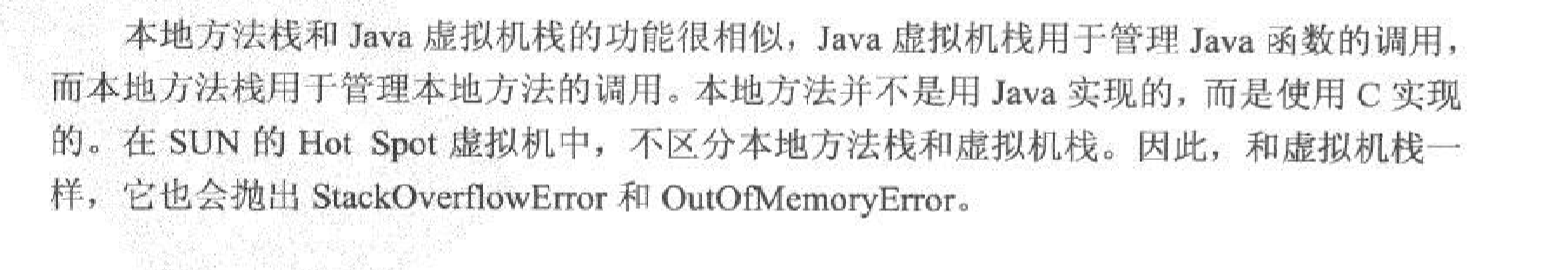 本地方法栈和 Java 虚拟机栈的功能很相似，Java 虚拟机栈用于管理 Java 函数的调用，
而本地方法栈用于管理本地方法的调用。本地方法并不是用 Java 实现的，而是使用 C 实现
的。在 SUN 的 Hot Spot 虚拟机中，不区分本地方法栈和虚拟机栈。因此，和虚拟机栈一
样，它也会抛出 StackOverflowError 和 OutOfMemoryError。